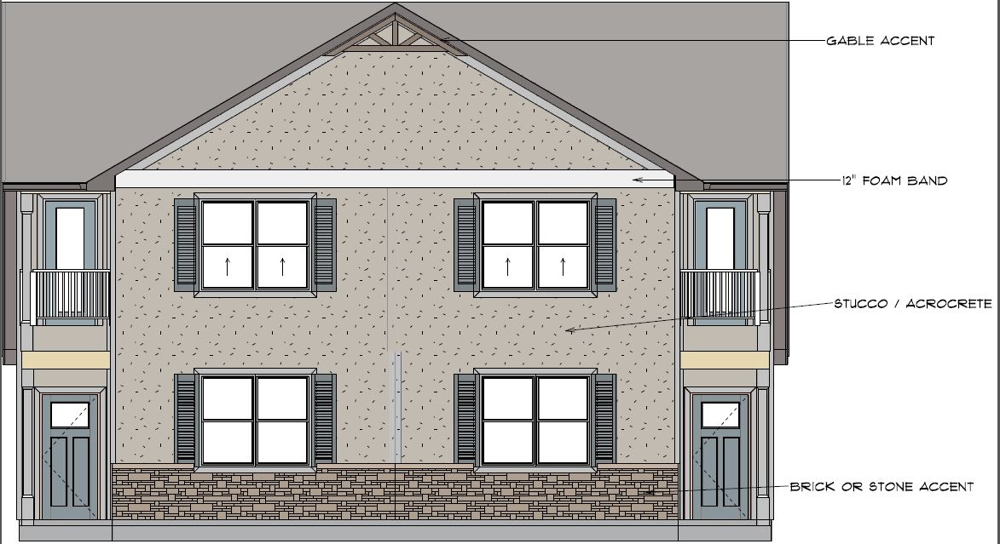 GABLE ACCENT
12" FOAM BAND
STUCCO / ACROCRETE
BRICK OR STONE ACCENT